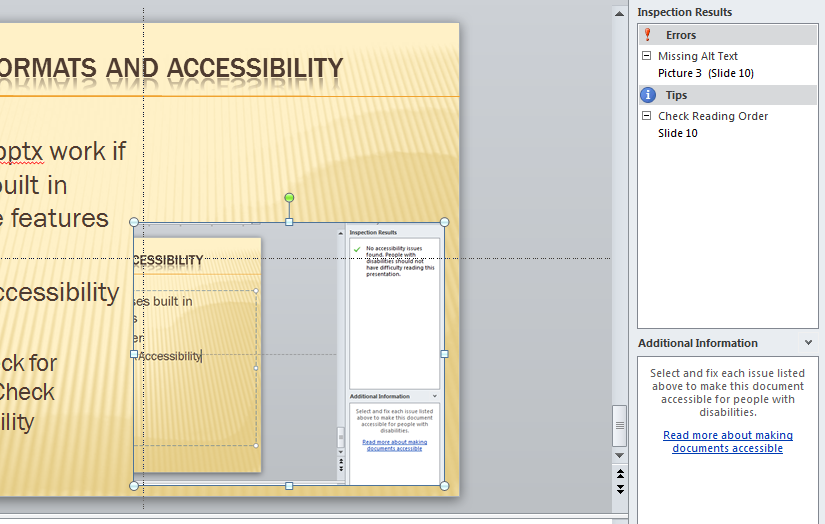 ORMATS AND ACCESSIBILITY
pptx work if
built in
e features
ccessibility
ck for
Check
ility
CESSIBILITY
ses built in
s
er
Accessibility
Inspection Results
No accessibility issues
found. People with
disabilities should not
have difficulty reading this
presentation.
Additional Information
Select and fix each issue listed
above to make this document
accessible for people with
disabilities.
Read more about making
documents accessible
Inspection Results
Errors
Missing Alt Text
Picture 3 (Slide 10)
Tips
Check Reading Order
Slide 10
Additional Information
Select and fix each issue listed
above to make this document
accessible for people with
disabilities.
Read more about making
documents accessible